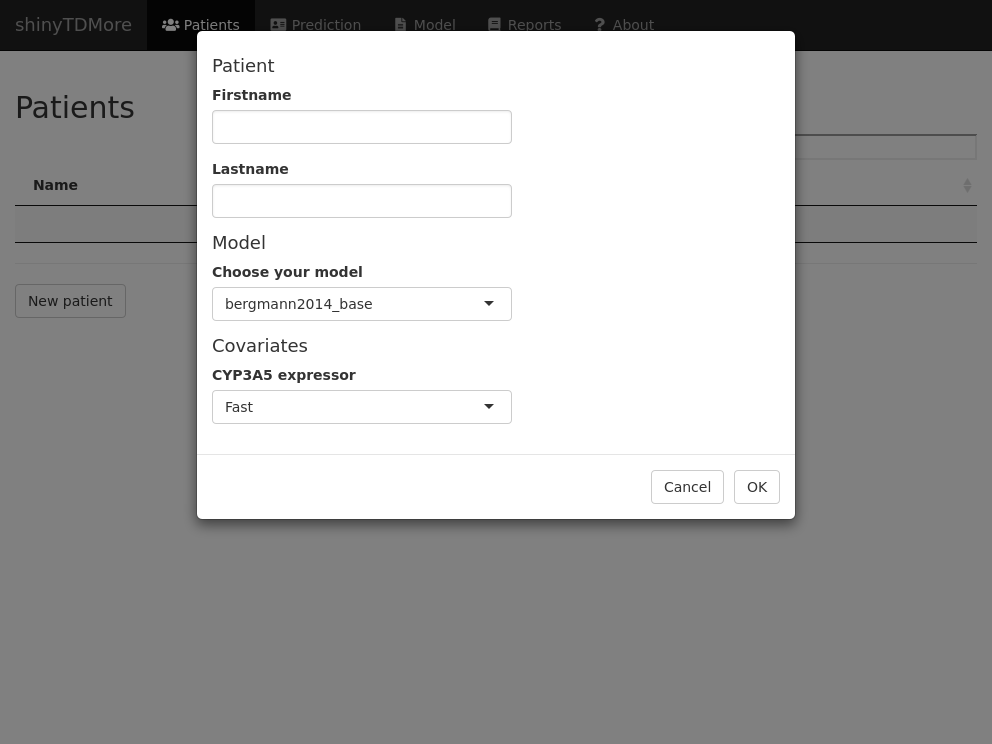 shinyTDMore Patients Prediction Model Reports About
Patients
Name
New patient
Patient
Firstname
Lastname
Model
Choose your model
bergmann2014_base
Covariates
CYP3A5 expressor
Fast
Cancel OK